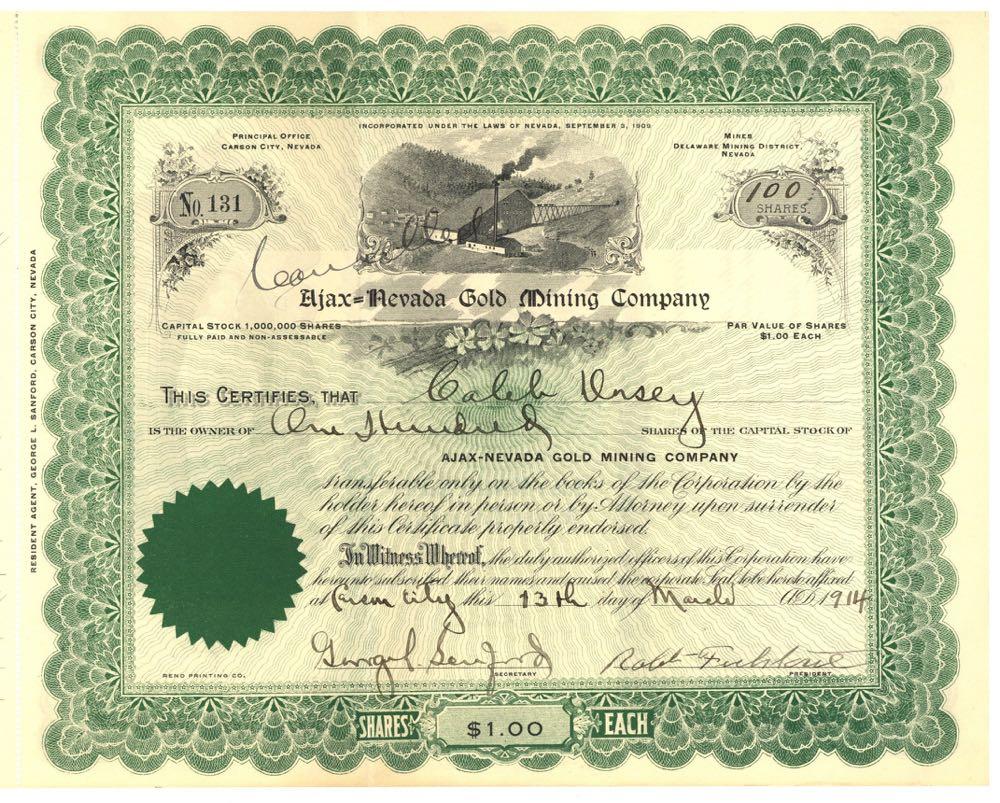 INCORPORATED UNDER THE LAWS OF NEVADA, SEPTEMBER 3, 1909
PRINCIPAL OFFICE
CARSON CITY, NEVADA
MINES
DELAWARE MINING DISTRICT,
NEVADA
No. 131
100
SHARES.
Ajax=Nevada Gold Mining Company
CAPITAL STOCK 1,000,000 SHARES
FULLY PAID AND NON-ASSESSABLE
PAR VALUE OF SHARES
$1.00 EACH
THIS CERTIFIES, THAT Caleb
IS THE OWNER OF One Hundred SHARES OF THE CAPITAL STOCK OF
AJAX-NEVADA GOLD MINING COMPANY
transferable only on the books of the Corporation by the
holder hereof in person or by Attorney upon surrender
of this Certificate properly endorsed.
In Witness Whereof, the duly authorized officers of this Corporation have
hereunto subscribed their names and caused the corporate Seal to be hereto affixed
at Carson City this 13th day of March A.D. 1914
SECRETARY
PRESIDENT
RENO PRINTING CO.
SHARES $1.00 EACH
RESIDENT AGENT, GEORGE L. SANFORD, CARSON CITY, NEVADA